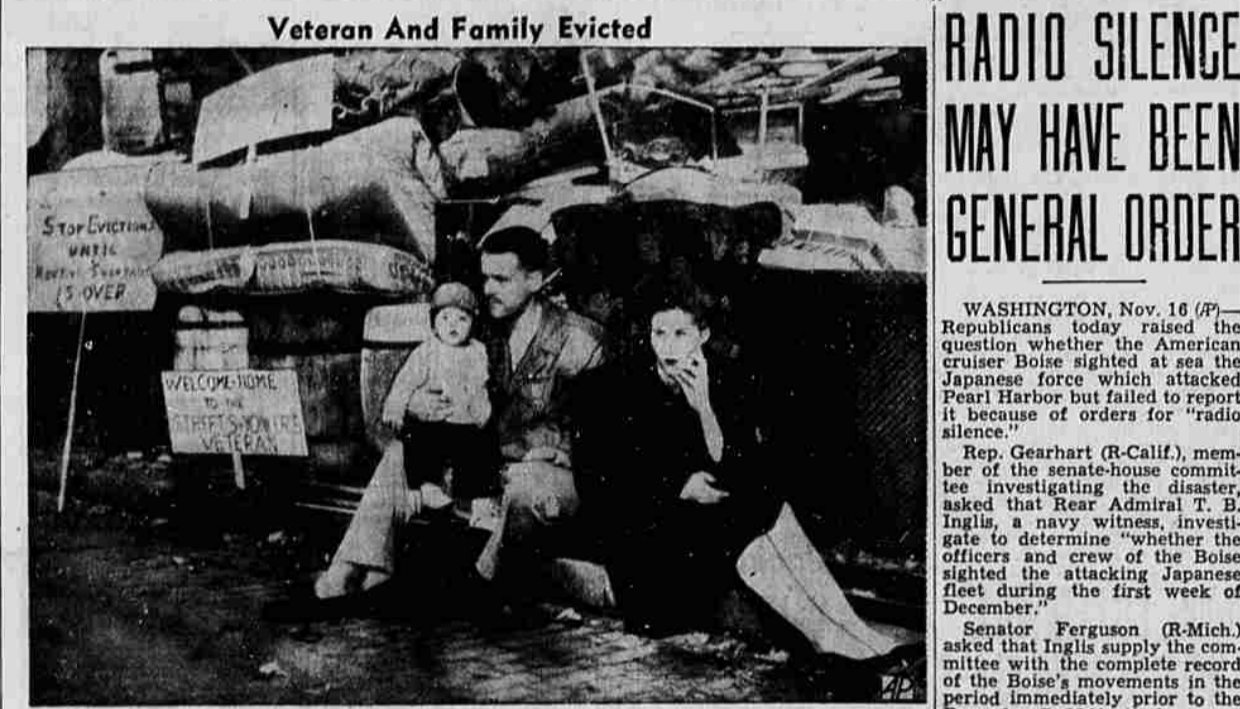 Veteran And Family Evicted
STOP EVICTIONS
UNTIL
IS OVER
WELCOME HOME
TO THE
STREETS
VETERAN
AP
RADIO SILENCE
MAY HAVE BEEN
GENERAL ORDER
WASHINGTON, Nov. 16 (AP)—
Republicans today raised the
question whether the American
cruiser Boise sighted at sea the
Japanese force which attacked
Pearl Harbor but failed to report
it because of orders for "radio
silence."
Rep. Gearhart (R-Calif.), mem-
ber of the senate-house commit-
tee investigating the disaster,
asked that Rear Admiral T. B.
Inglis, a navy witness, investi-
gate to determine "whether the
officers and crew of the Boise
sighted the attacking Japanese
fleet during the first week of
December."
Senator Ferguson (R-Mich.)
asked that Inglis supply the com-
mittee with the complete record
of the Boise's movements in the
period immediately prior to the